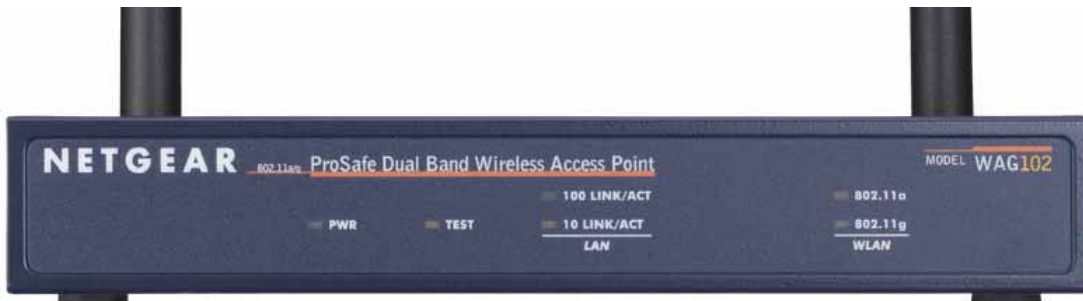 NETGEAR 802.11a/g ProSafe Dual Band Wireless Access Point
MODEL WAG102
100 LINK/ACT
802.11a
PWR
TEST
10 LINK/ACT
802.11g
LAN
WLAN